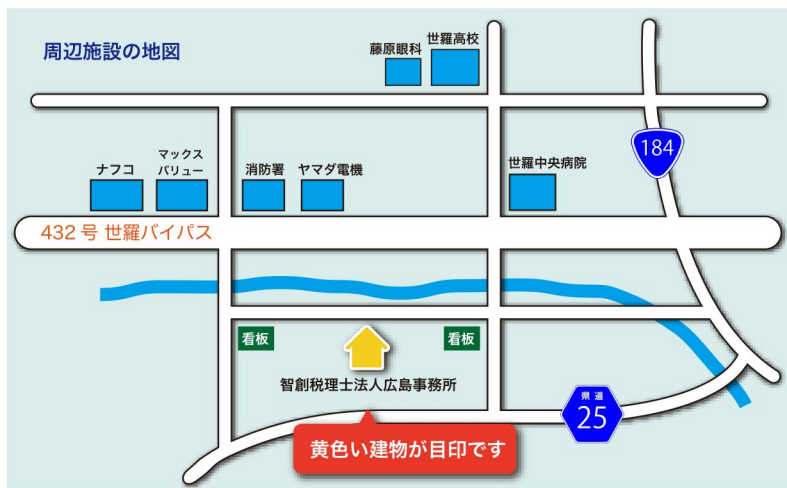 周辺施設の地図
藤原眼科
世羅高校
184
ナフコ
マックス
バリュー
消防署
ヤマダ電機
世羅中央病院
432号 世羅バイパス
看板
看板
智創税理士法人広島事務所
県道
25
黄色い建物が目印です